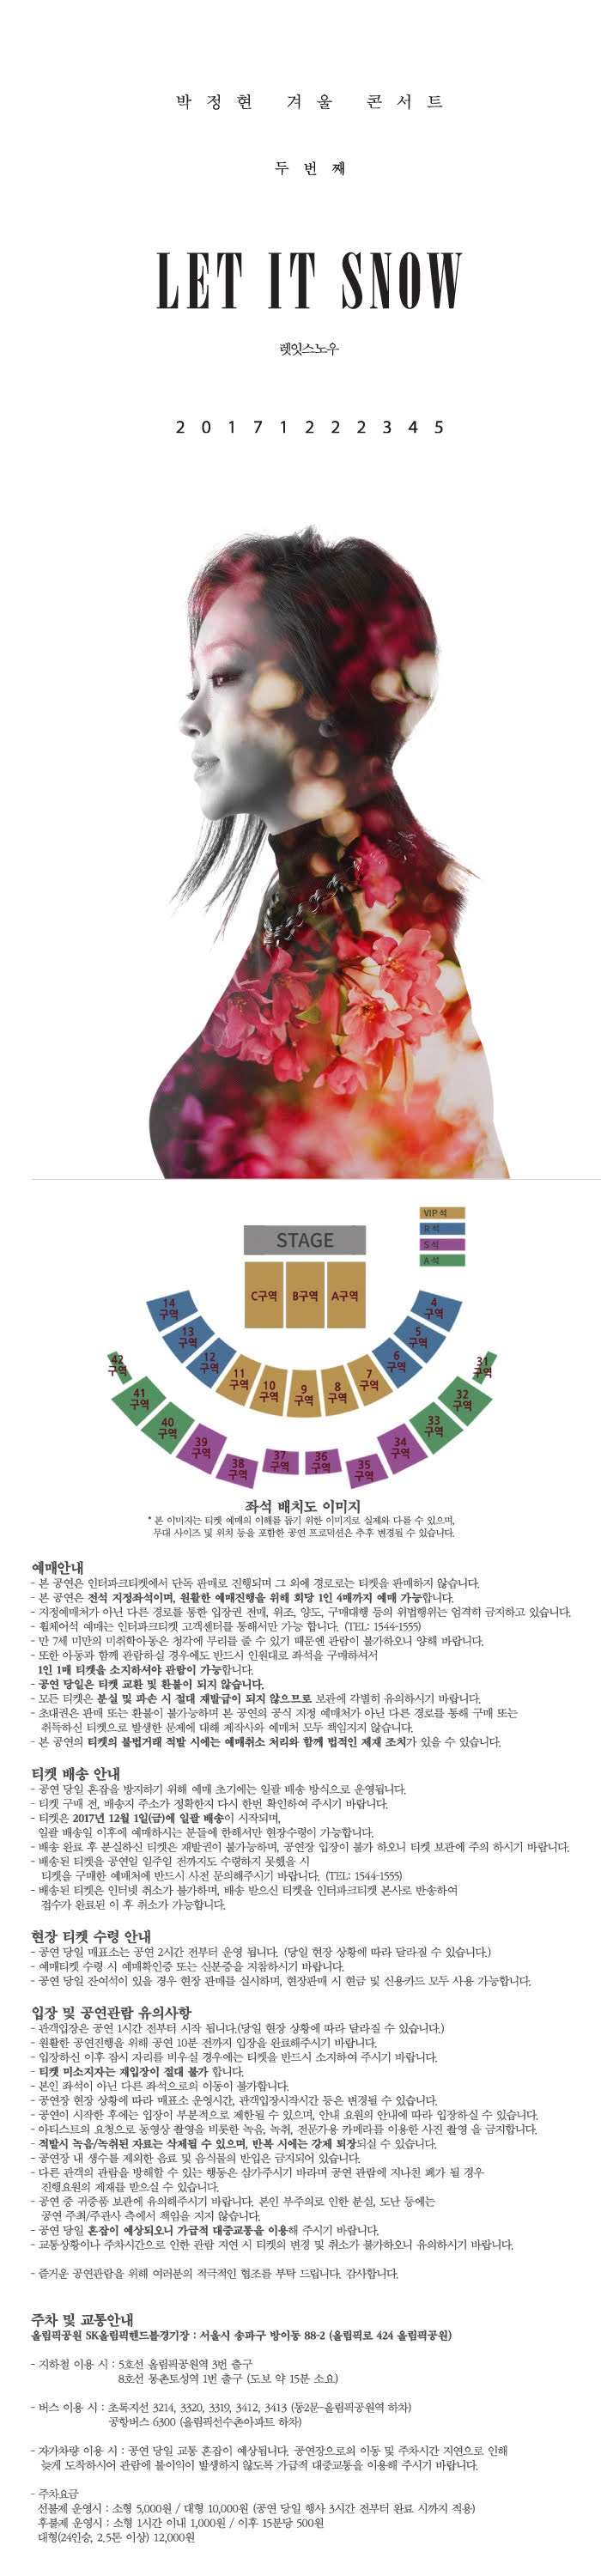 박정현 겨울 콘서트
두번째
LET IT SNOW
렛잇스노우
2 0 1 7 1 2 2 2 3 4 5
VIP석
R석
S석
A석
STAGE
C구역 B구역 A구역
14 구역
13 구역
12 구역
11 구역
10 구역
9 구역
8 구역
7 구역
6 구역
5 구역
4 구역
42 구역
41 구역
40 구역
39 구역
38 구역
37 구역
36 구역
35 구역
34 구역
33 구역
32 구역
31 구역
좌석 배치도 이미지
* 본 이미지는 티켓 예매의 이해를 돕기 위한 이미지로 실제와 다를 수 있으며,
무대 사이즈 및 위치 등을 포함한 공연 프로덕션은 추후 변경될 수 있습니다.
예매안내
- 본 공연은 인터파크티켓에서 단독 판매로 진행되며 그 외에 경로로는 티켓을 판매하지 않습니다.
- 본 공연은 전석 지정좌석이며, 원활한 예매진행을 위해 회당 1인 4매까지 예매 가능합니다.
- 지정예매처가 아닌 다른 경로를 통한 입장권 전매, 위조, 양도, 구매대행 등의 위법행위는 엄격히 금지하고 있습니다.
- 휠체어석 예매는 인터파크티켓 고객센터를 통해서만 가능 합니다. (TEL: 1544-1555)
- 만 7세 미만의 미취학아동은 청각에 무리를 줄 수 있기 때문엔 관람이 불가하오니 양해 바랍니다.
- 또한 아동과 함께 관람하실 경우에도 반드시 인원대로 좌석을 구매하셔서
1인 1매 티켓을 소지하셔야 관람이 가능합니다.
- 공연 당일은 티켓 교환 및 환불이 되지 않습니다.
- 모든 티켓은 분실 및 파손 시 절대 재발급이 되지 않으므로 보관에 각별히 유의하시기 바랍니다.
- 초대권은 판매 또는 환불이 불가능하며 본 공연의 공식 지정 예매처가 아닌 다른 경로를 통해 구매 또는
취득하신 티켓으로 발생한 문제에 대해 제작사와 예매처 모두 책임지지 않습니다.
- 본 공연의 티켓의 불법거래 적발 시에는 예매취소 처리와 함께 법적인 제재 조치가 있을 수 있습니다.
티켓 배송 안내
- 공연 당일 혼잡을 방지하기 위해 예매 초기에는 일괄 배송 방식으로 운영됩니다.
- 티켓 구매 전, 배송지 주소가 정확한지 다시 한번 확인하여 주시기 바랍니다.
- 티켓은 2017년 12월 1일(금)에 일괄 배송이 시작되며,
일괄 배송일 이후에 예매하시는 분들에 한해서만 현장수령이 가능합니다.
- 배송 완료 후 분실하신 티켓은 재발권이 불가능하며, 공연장 입장이 불가 하오니 티켓 보관에 주의 하시기 바랍니다.
- 배송된 티켓을 공연일 일주일 전까지도 수령하지 못했을 시
티켓을 구매한 예매처에 반드시 사전 문의해주시기 바랍니다. (TEL: 1544-1555)
- 배송된 티켓은 인터넷 취소가 불가하며, 배송 받으신 티켓을 인터파크티켓 본사로 반송하여
접수가 완료된 이 후 취소가 가능합니다.
현장 티켓 수령 안내
- 공연 당일 매표소는 공연 2시간 전부터 운영 됩니다. (당일 현장 상황에 따라 달라질 수 있습니다.)
- 예매티켓 수령 시 예매확인증 또는 신분증을 지참하시기 바랍니다.
- 공연 당일 잔여석이 있을 경우 현장 판매를 실시하며, 현장판매 시 현금 및 신용카드 모두 사용 가능합니다.
입장 및 공연관람 유의사항
- 관객입장은 공연 1시간 전부터 시작 됩니다.(당일 현장 상황에 따라 달라질 수 있습니다.)
- 원활한 공연진행을 위해 공연 10분 전까지 입장을 완료해주시기 바랍니다.
- 입장하신 이후 잠시 자리를 비우실 경우에는 티켓을 반드시 소지하여 주시기 바랍니다.
- 티켓 미소지자는 재입장이 절대 불가 합니다.
- 본인 좌석이 아닌 다른 좌석으로의 이동이 불가합니다.
- 공연장 현장 상황에 따라 매표소 운영시간, 관객입장시작시간 등은 변경될 수 있습니다.
- 공연이 시작한 후에는 입장이 부분적으로 제한될 수 있으며, 안내 요원의 안내에 따라 입장하실 수 있습니다.
- 아티스트의 요청으로 동영상 촬영을 비롯한 녹음, 녹취, 전문가용 카메라를 이용한 사진 촬영 을 금지합니다.
- 적발시 녹음/녹취된 자료는 삭제될 수 있으며, 반복 시에는 강제 퇴장되실 수 있습니다.
- 공연장 내 생수를 제외한 음료 및 음식물의 반입은 금지되어 있습니다.
- 다른 관객의 관람을 방해할 수 있는 행동은 삼가주시기 바라며 공연 관람에 지나친 폐가 될 경우
진행요원의 제재를 받으실 수 있습니다.
- 공연 중 귀중품 보관에 유의해주시기 바랍니다. 본인 부주의로 인한 분실, 도난 등에는
공연 주최/주관사 측에서 책임을 지지 않습니다.
- 공연 당일 혼잡이 예상되오니 가급적 대중교통을 이용해 주시기 바랍니다.
- 교통상황이나 주차시간으로 인한 관람 지연 시 티켓의 변경 및 취소가 불가하오니 유의하시기 바랍니다.
- 즐거운 공연관람을 위해 여러분의 적극적인 협조를 부탁 드립니다. 감사합니다.
주차 및 교통안내
올림픽공원 SK올림픽핸드볼경기장 : 서울시 송파구 방이동 88-2 (올림픽로 424 올림픽공원)
- 지하철 이용 시 : 5호선 올림픽공원역 3번 출구
8호선 몽촌토성역 1번 출구 (도보 약 15분 소요)
- 버스 이용 시 : 초록지선 3214, 3320, 3319, 3412, 3413 (동2문-올림픽공원역 하차)
공항버스 6300 (올림픽선수촌아파트 하차)
- 자가차량 이용 시 : 공연 당일 교통 혼잡이 예상됩니다. 공연장으로의 이동 및 주차시간 지연으로 인해
늦게 도착하시어 관람에 불이익이 발생하지 않도록 가급적 대중교통을 이용해 주시기 바랍니다.
- 주차요금
선불제 운영시 : 소형 5,000원 / 대형 10,000원 (공연 당일 행사 3시간 전부터 완료 시까지 적용)
후불제 운영시 : 소형 1시간 이내 1,000원 / 이후 15분당 500원
대형(24인승, 2.5톤 이상) 12,000원